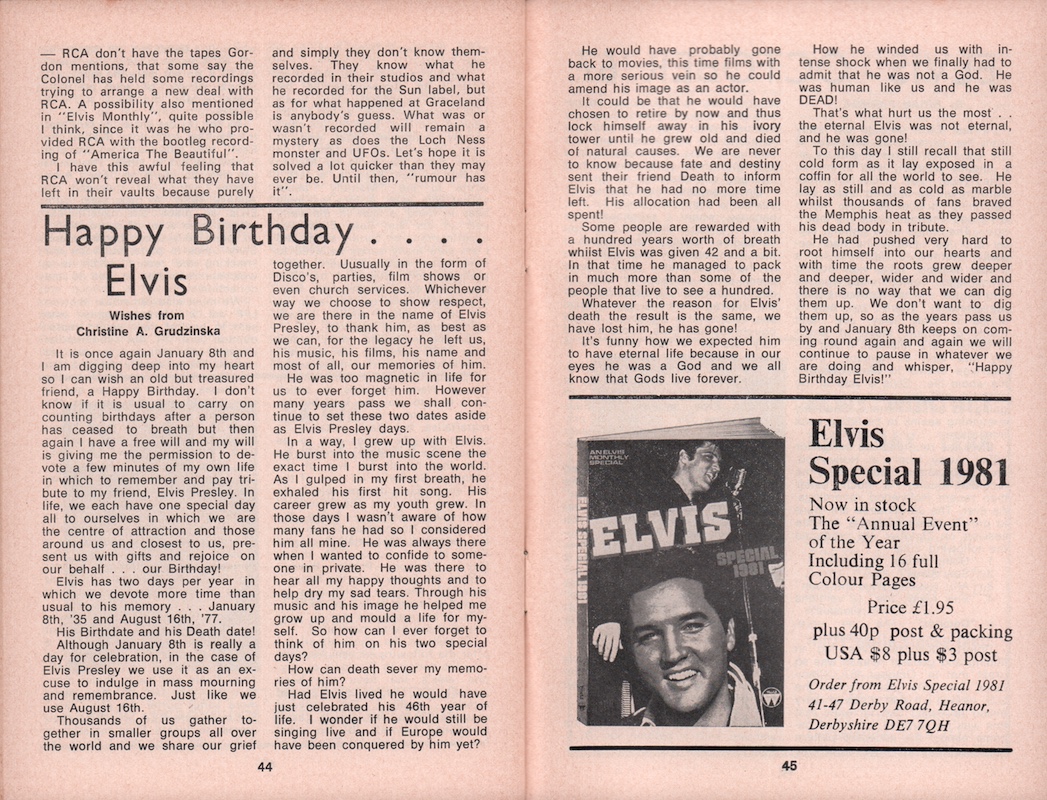 — RCA don't have the tapes Gor-
don mentions, that some say the
Colonel has held some recordings
trying to arrange a new deal with
RCA. A possibility also mentioned
in "Elvis Monthly", quite possible
I think, since it was he who pro-
vided RCA with the bootleg record-
ing of "America The Beautiful".
I have this awful feeling that
RCA won't reveal what they have
left in their vaults because purely
and simply they don't know them-
selves. They know what he
recorded in their studios and what
he recorded for the Sun label, but
as for what happened at Graceland
is anybody's guess. What was or
wasn't recorded will remain a
mystery as does the Loch Ness
monster and UFOs. Let's hope it is
solved a lot quicker than they may
ever be. Until then, "rumour has
it".
Happy Birthday . . . .
Elvis
Wishes from
Christine A. Grudzinska
It is once again January 8th and
I am digging deep into my heart
so I can wish an old but treasured
friend, a Happy Birthday. I don't
know if it is usual to carry on
counting birthdays after a person
has ceased to breath but then
again I have a free will and my will
is giving me the permission to de-
vote a few minutes of my own life
in which to remember and pay tri-
bute to my friend, Elvis Presley. In
life, we each have one special day
all to ourselves in which we are
the centre of attraction and those
around us and closest to us, pre-
sent us with gifts and rejoice on
our behalf . . . our Birthday!
Elvis has two days per year in
which we devote more time than
usual to his memory . . . January
8th, '35 and August 16th, '77.
His Birthdate and his Death date!
Although January 8th is really a
day for celebration, in the case of
Elvis Presley we use it as an ex-
cuse to indulge in mass mourning
and remembrance. Just like we
use August 16th.
Thousands of us gather to-
gether in smaller groups all over
the world and we share our grief
together. Uusually in the form of
Disco's, parties, film shows or
even church services. Whichever
way we choose to show respect,
we are there in the name of Elvis
Presley, to thank him, as best as
we can, for the legacy he left us,
his music, his films, his name and
most of all, our memories of him.
He was too magnetic in life for
us to ever forget him. However
many years pass we shall con-
tinue to set these two dates aside
as Elvis Presley days.
In a way, I grew up with Elvis.
He burst into the music scene the
exact time I burst into the world.
As I gulped in my first breath, he
exhaled his first hit song. His
career grew as my youth grew. In
those days I wasn't aware of how
many fans he had so I considered
him all mine. He was always there
when I wanted to confide to some-
one in private. He was there to
hear all my happy thoughts and to
help dry my sad tears. Through his
music and his image he helped me
grow up and mould a life for my-
self. So how can I ever forget to
think of him on his two special
days?
How can death sever my memo-
ries of him?
Had Elvis lived he would have
just celebrated his 46th year of
life. I wonder if he would still be
singing live and if Europe would
have been conquered by him yet?
44
He would have probably gone
back to movies, this time films with
a more serious vein so he could
amend his image as an actor.
It could be that he would have
chosen to retire by now and thus
lock himself away in his ivory
tower until he grew old and died
of natural causes. We are never
to know because fate and destiny
sent their friend Death to inform
Elvis that he had no more time
left. His allocation had been all
spent!
Some people are rewarded with
a hundred years worth of breath
whilst Elvis was given 42 and a bit.
In that time he managed to pack
in much more than some of the
people that live to see a hundred.
Whatever the reason for Elvis'
death the result is the same, we
have lost him, he has gone!
It's funny how we expected him
to have eternal life because in our
eyes he was a God and we all
know that Gods live forever.
How he winded us with in-
tense shock when we finally had to
admit that he was not a God. He
was human like us and he was
DEAD!
That's what hurt us the most . .
the eternal Elvis was not eternal,
and he was gone!
To this day I still recall that still
cold form as it lay exposed in a
coffin for all the world to see. He
lay as still and as cold as marble
whilst thousands of fans braved
the Memphis heat as they passed
his dead body in tribute.
He had pushed very hard to
root himself into our hearts and
with time the roots grew deeper
and deeper, wider and wider and
there is no way that we can dig
them up. We don't want to dig
them up, so as the years pass us
by and January 8th keeps on com-
ing round again and again we will
continue to pause in whatever we
are doing and whisper, "Happy
Birthday Elvis!"
AN ELVIS
MONTHLY
SPECIAL
ELVIS
SPECIAL
1981
ELVIS SPECIAL 1981
Elvis
Special 1981
Now in stock
The "Annual Event"
of the Year
Including 16 full
Colour Pages
Price £1.95
plus 40p post & packing
USA $8 plus $3 post
Order from Elvis Special 1981
41-47 Derby Road, Heanor,
Derbyshire DE7 7QH
45